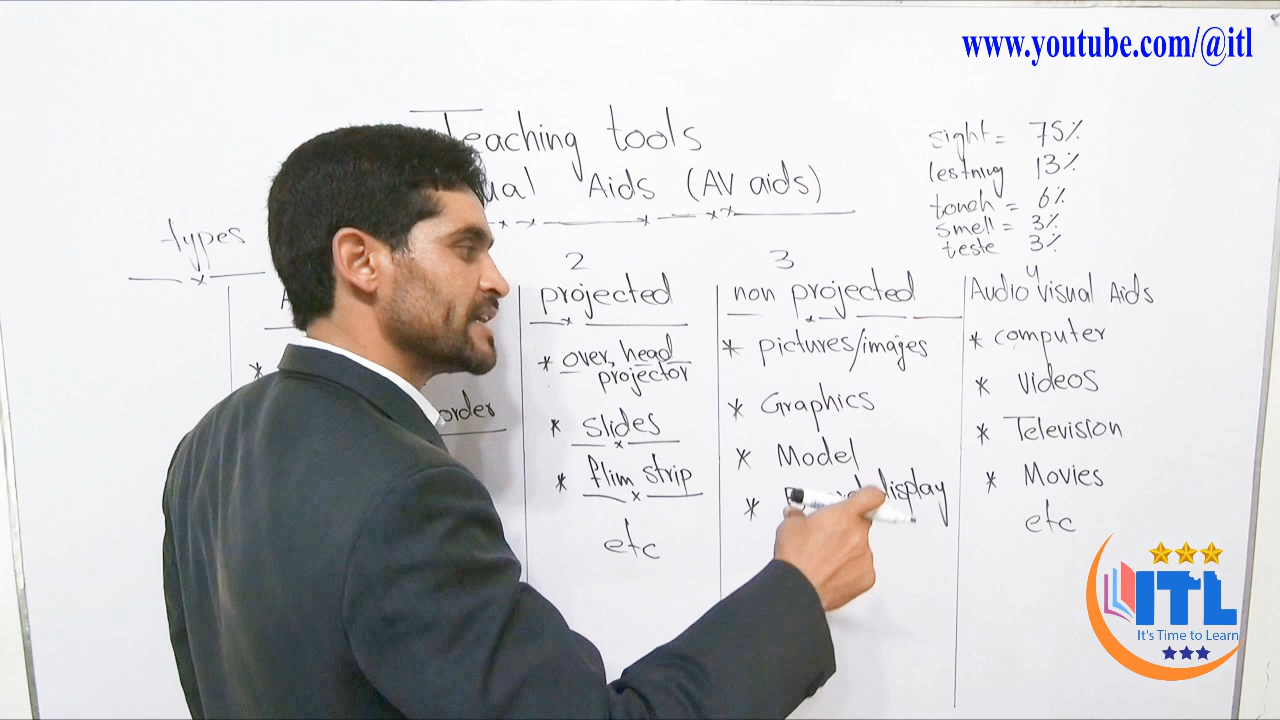 www.youtube.com/@itl
Teaching tools
ual Aids (AV aids)
sight = 75%
lestning 13%
touoh = 6%
smell = 3%
teste 3%
types
2
projected
* over, head
projector
* slides
* flim strip
etc
3
non projected
* pictures/images
* Graphics
* Model
* display
4
Audio visual Aids
* computer
* videos
* Television
* Movies
etc
A
*
order
ITL
It's Time to Learn